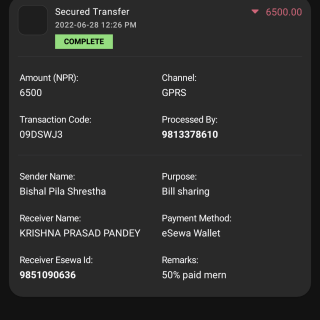 Secured Transfer 6500.00
2022-06-28 12:26 PM
COMPLETE
Amount (NPR): Channel:
6500 GPRS
Transaction Code: Processed By:
09DSWJ3 9813378610
Sender Name: Purpose:
Bishal Pila Shrestha Bill sharing
Receiver Name: Payment Method:
KRISHNA PRASAD PANDEY eSewa Wallet
Receiver Esewa Id: Remarks:
9851090636 50% paid mern